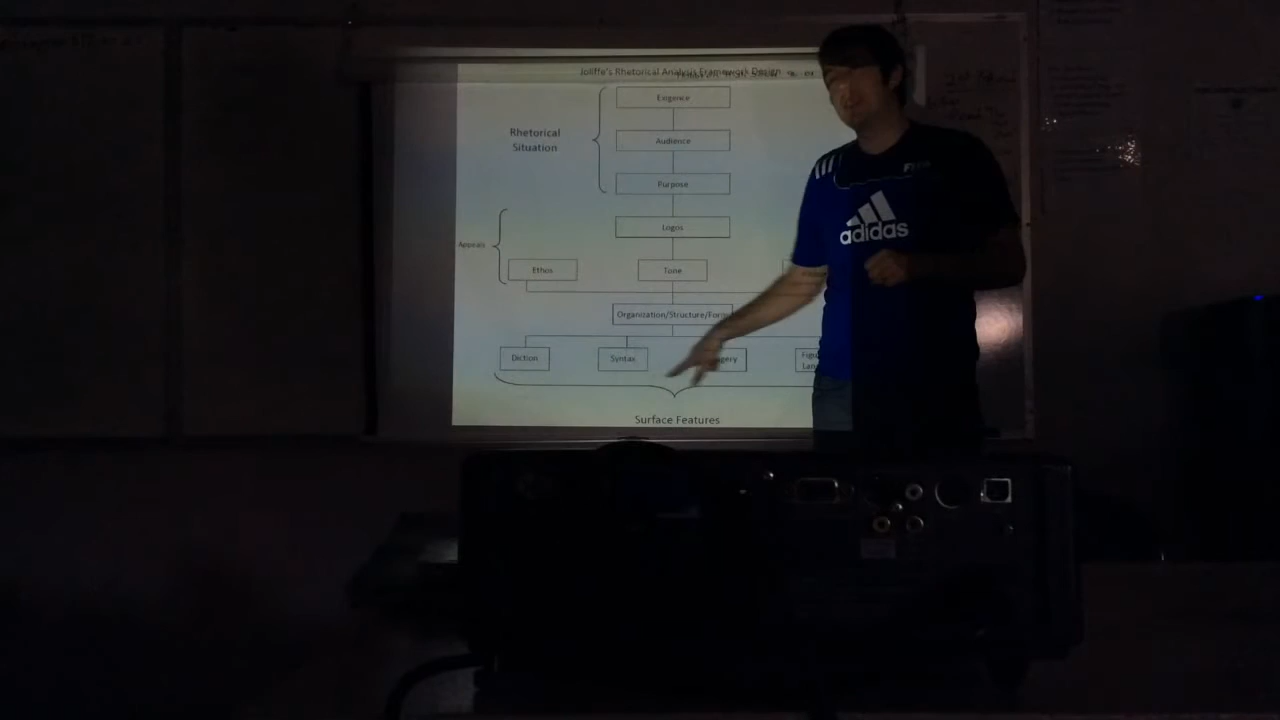 Joliffe's Rhetorical Analysis Framework Design
Exigence
Rhetorical
Situation
Audience
Purpose
Logos
Appeals
Ethos
Tone
Organization/Structure/Form
Diction
Syntax
Surface Features
adidas